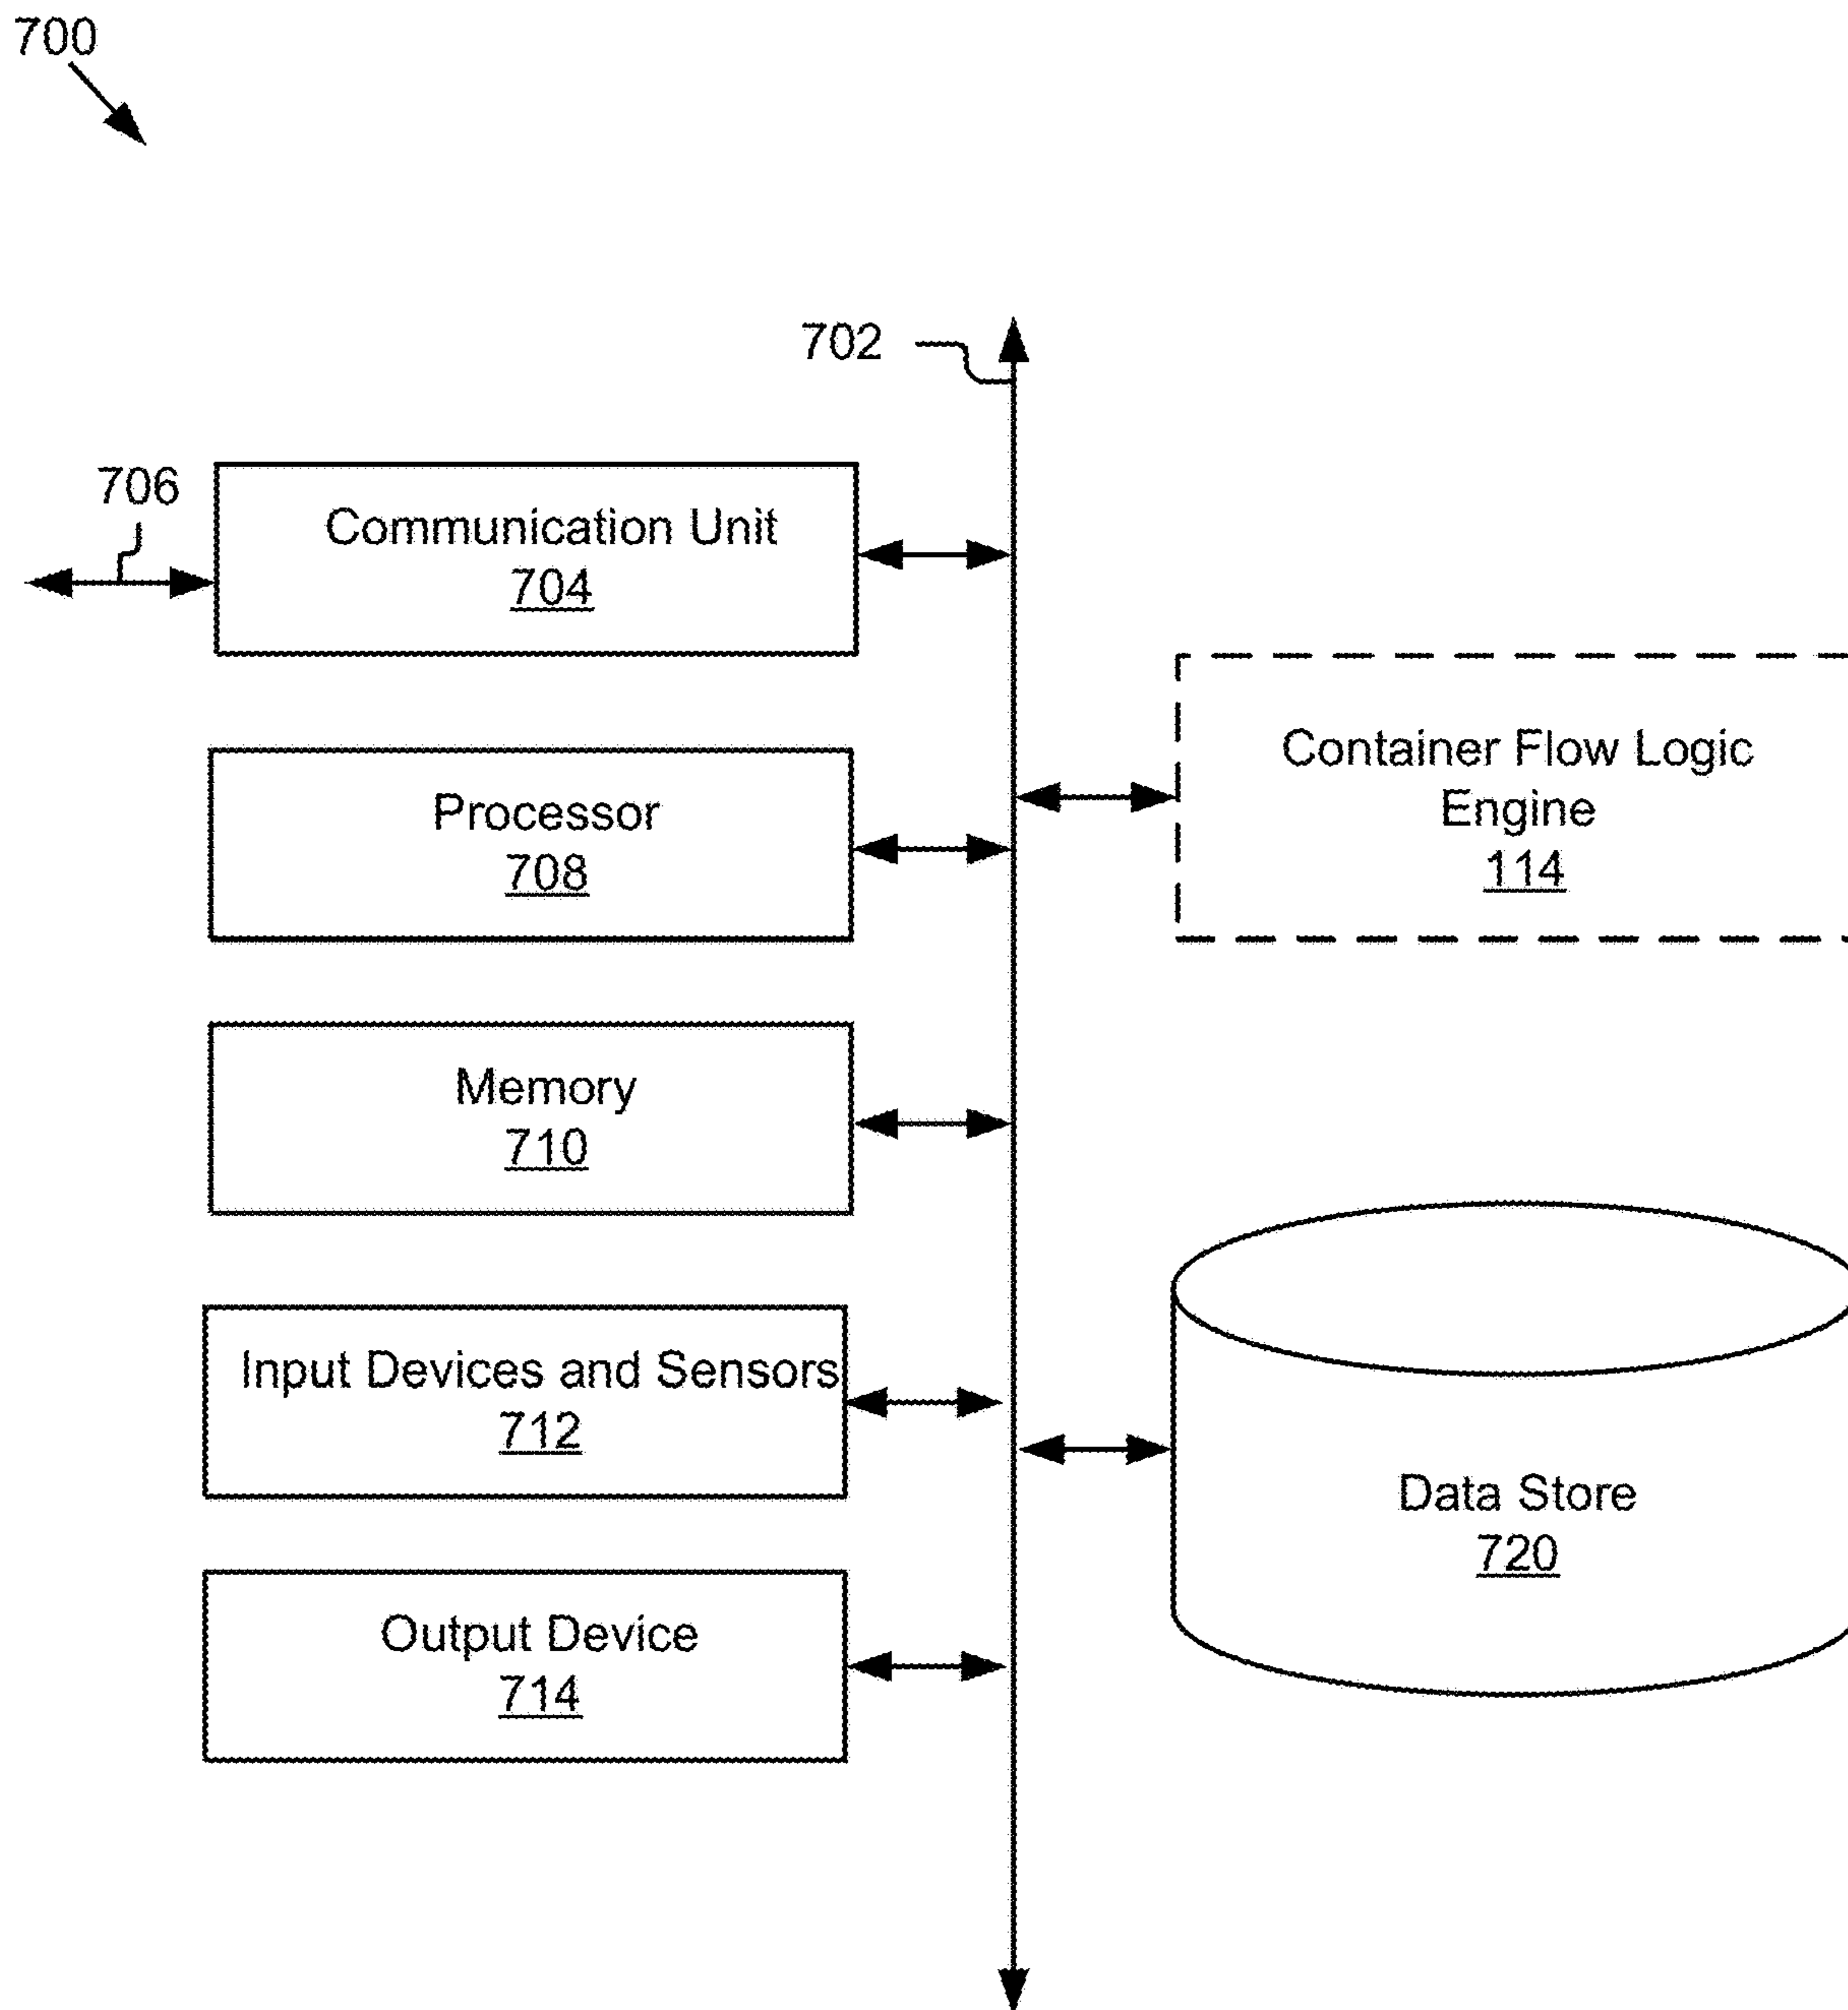 700
702
706
Communication Unit
704
Container Flow Logic
Engine
114
Processor
708
Memory
710
Input Devices and Sensors
712
Data Store
720
Output Device
714